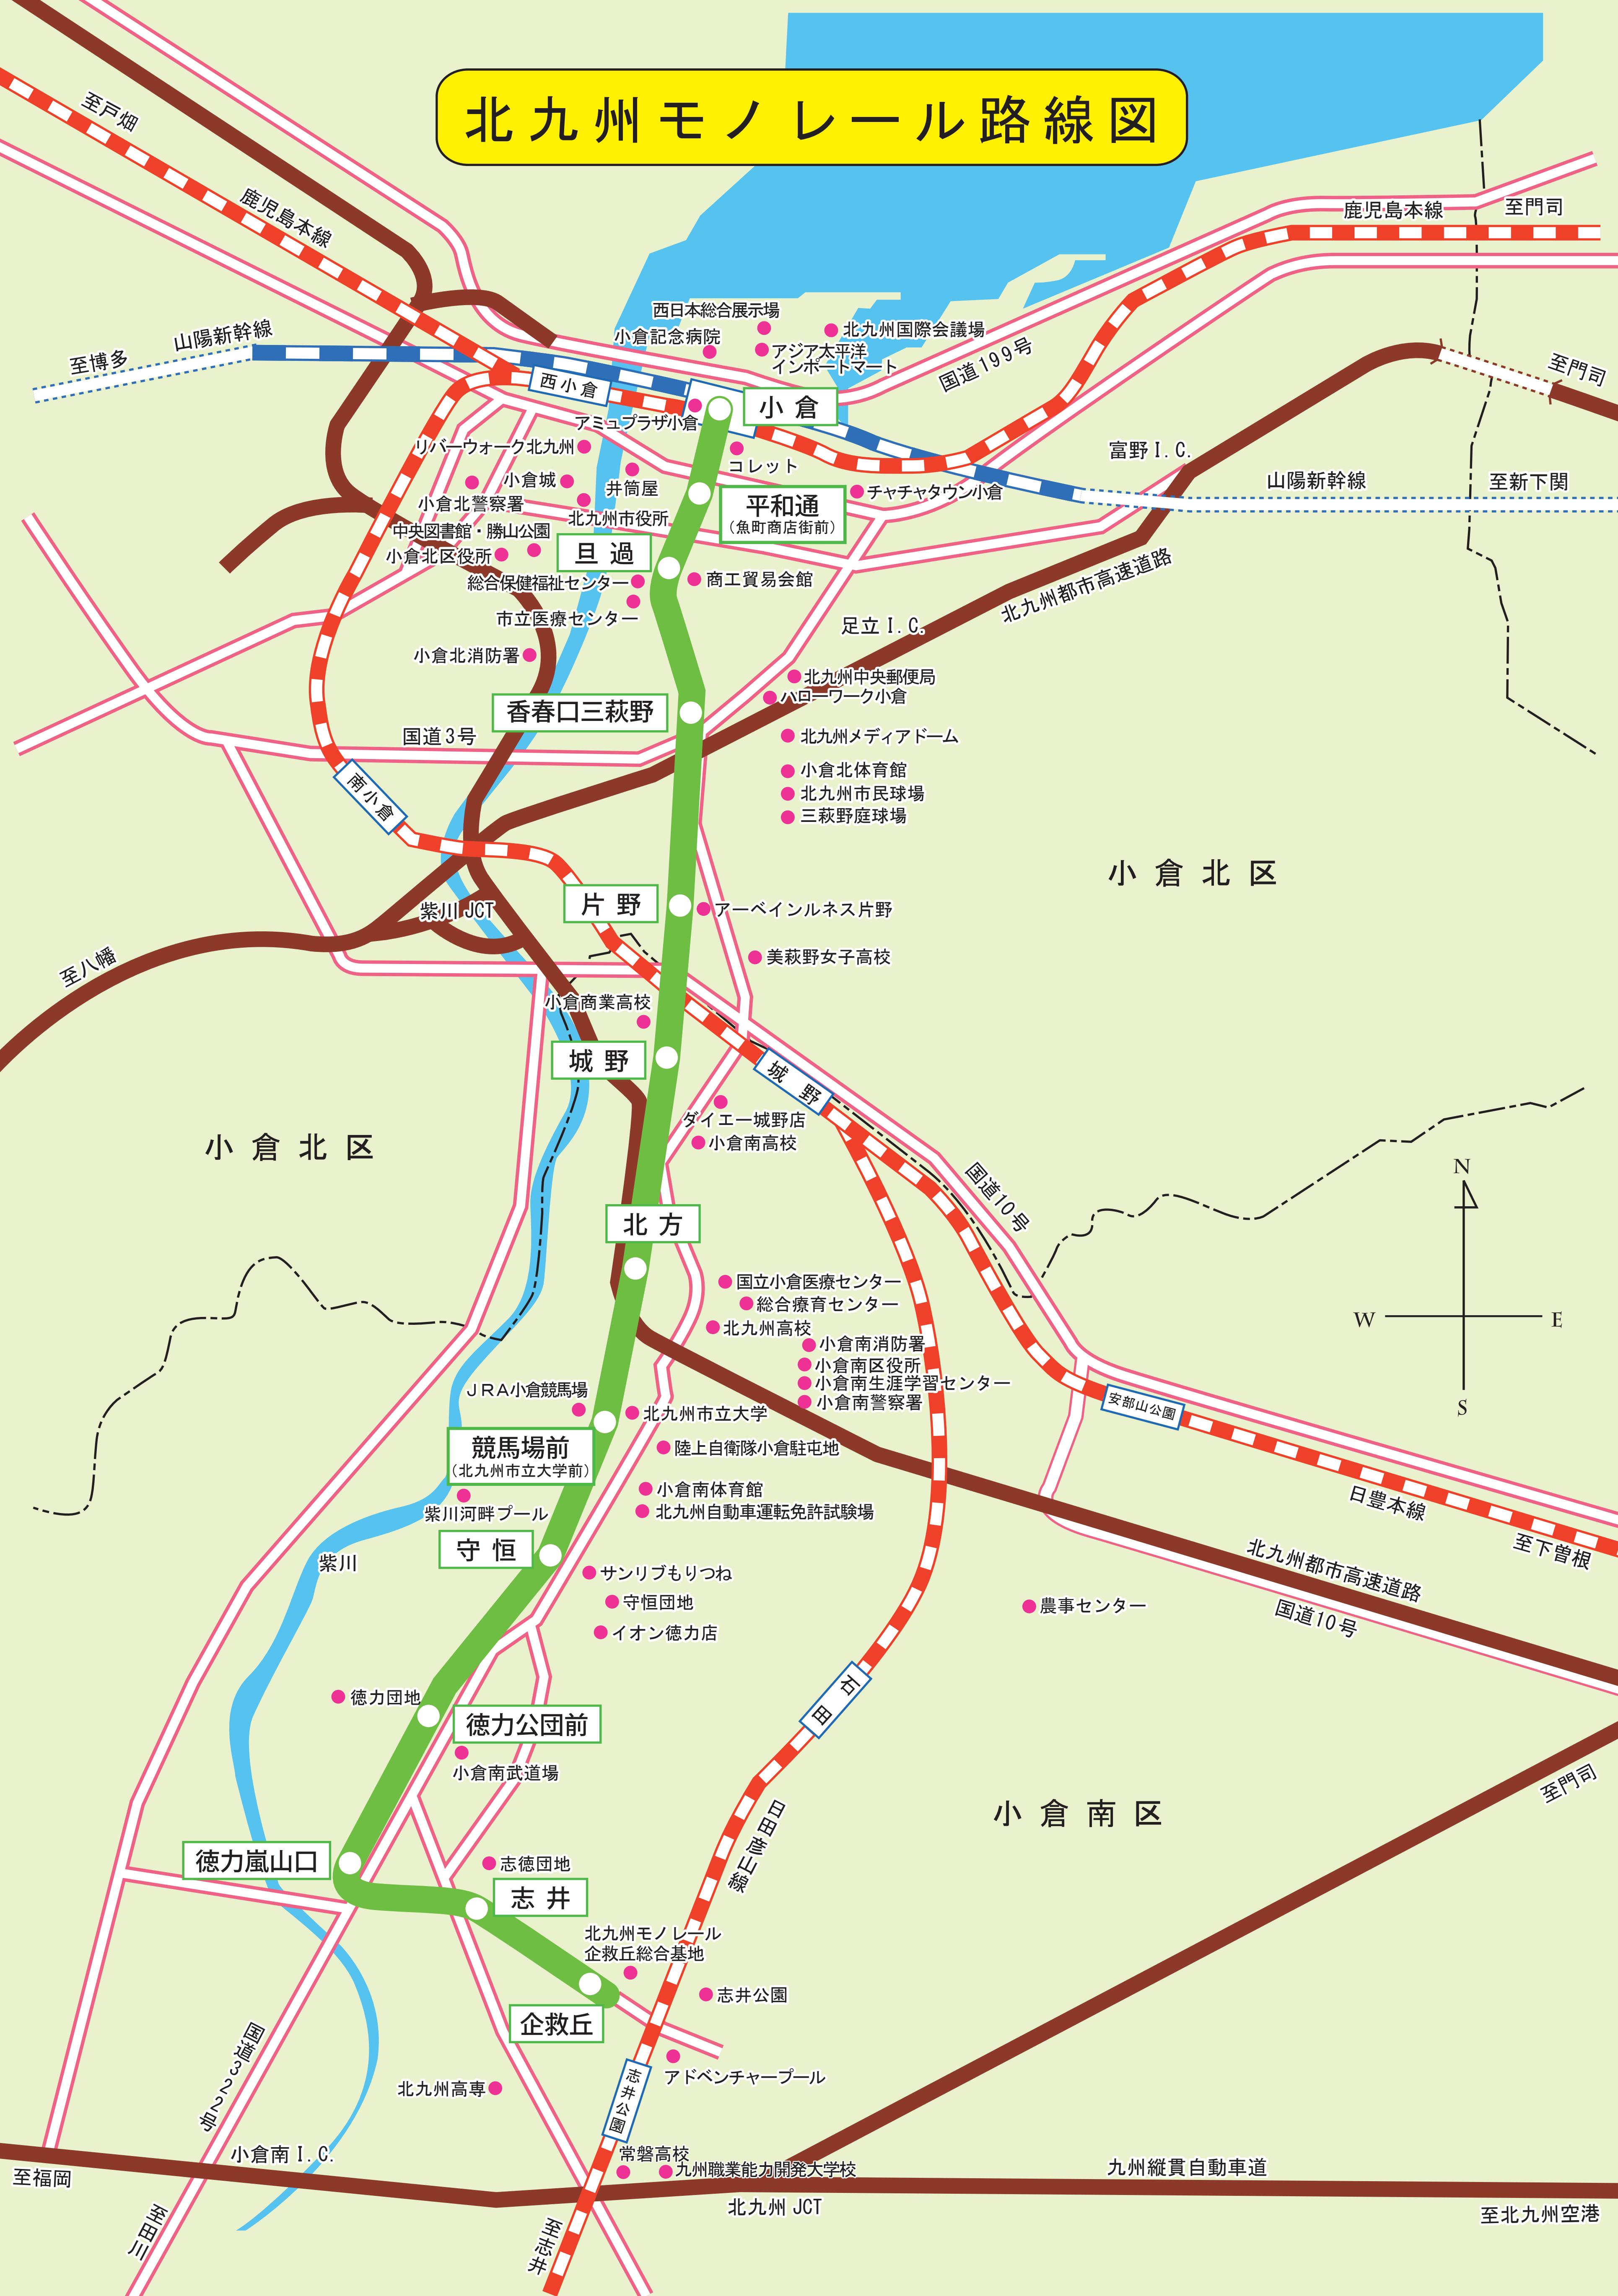 北九州モノレール路線図
至戸畑
鹿児島本線
鹿児島本線
至門司
西日本総合展示場
小倉記念病院
北九州国際会議場
アジア太平洋
インポートマート
山陽新幹線
至博多
国道199号
至門司
西小倉
小倉
アミュプラザ小倉
リバーウォーク北九州
コレット
富野 I.C.
小倉城
井筒屋
チャチャタウン小倉
山陽新幹線
至新下関
小倉北警察署
北九州市役所
平和通
(魚町商店街前)
中央図書館・勝山公園
小倉北区役所
旦過
総合保健福祉センター
商工貿易会館
市立医療センター
北九州都市高速道路
足立 I.C.
小倉北消防署
北九州中央郵便局
ハローワーク小倉
香春口三萩野
国道3号
北九州メディアドーム
小倉北体育館
北九州市民球場
三萩野庭球場
南小倉
小倉北区
片野
紫川 JCT
アーベインルネス片野
至八幡
美萩野女子高校
小倉商業高校
城野
城野
ダイエー城野店
小倉南高校
小倉北区
国道10号
N
W
E
S
北方
国立小倉医療センター
総合療育センター
北九州高校
小倉南消防署
小倉南区役所
小倉南生涯学習センター
小倉南警察署
JRA小倉競馬場
北九州市立大学
安部山公園
競馬場前
(北九州市立大学前)
陸上自衛隊小倉駐屯地
小倉南体育館
北九州自動車運転免許試験場
紫川河畔プール
日豊本線
至下曽根
守恒
紫川
サンリブもりつね
守恒団地
イオン徳力店
北九州都市高速道路
国道10号
農事センター
石田
徳力団地
徳力公団前
小倉南武道場
日田彦山線
小倉南区
至門司
徳力嵐山口
志徳団地
志井
北九州モノレール
企救丘総合基地
志井公園
企救丘
国道322号
アドベンチャープール
北九州高専
志井公園
小倉南 I.C.
常磐高校
九州職業能力開発大学校
九州縦貫自動車道
至福岡
北九州 JCT
至北九州空港
至田川
至志井